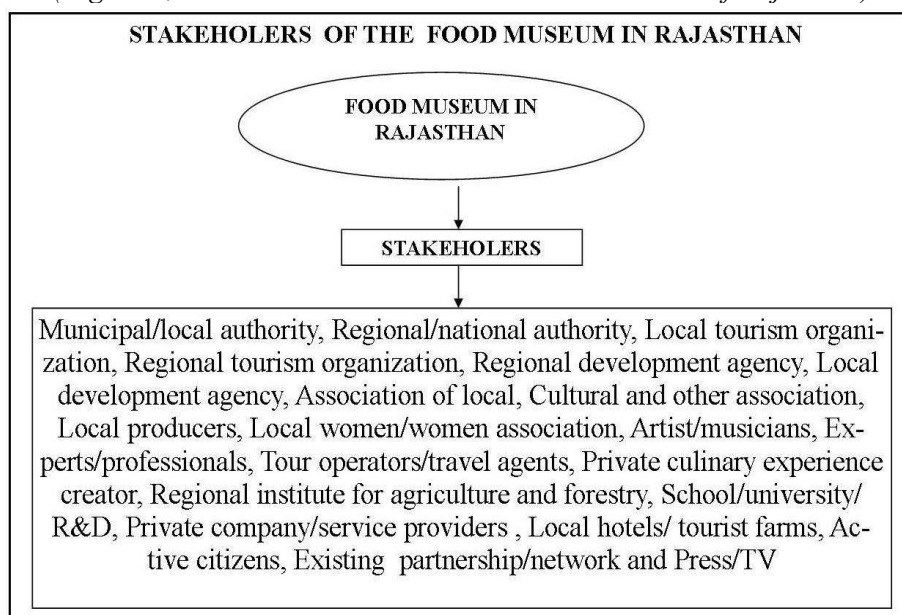 STAKEHOLERS OF THE FOOD MUSEUM IN RAJASTHAN
FOOD MUSEUM IN
RAJASTHAN
STAKEHOLERS
Municipal/local authority, Regional/national authority, Local tourism organi-
zation, Regional tourism organization, Regional development agency, Local
development agency, Association of local, Cultural and other association,
Local producers, Local women/women association, Artist/musicians, Ex-
perts/professionals, Tour operators/travel agents, Private culinary experience
creator, Regional institute for agriculture and forestry, School/university/
R&D, Private company/service providers , Local hotels/ tourist farms, Ac-
tive citizens, Existing partnership/network and Press/TV